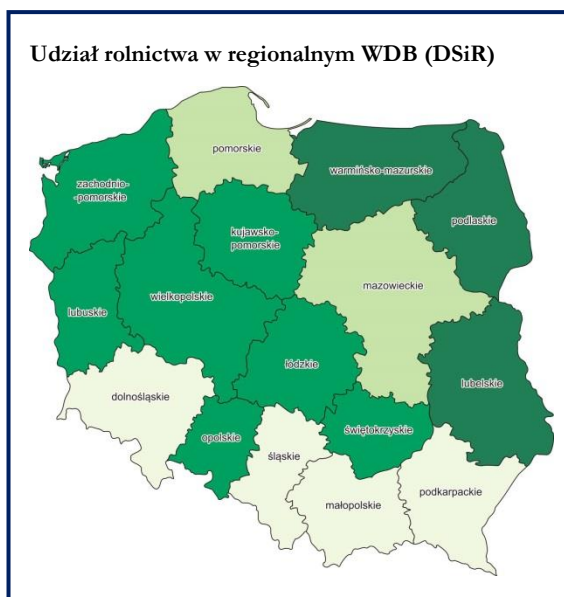 Udział rolnictwa w regionalnym WDB (DSiR)
pomorskie
warmińsko-mazurskie
zachodnio-
-pomorskie
podlaskie
kujawsko-
pomorskie
mazowieckie
wielkopolskie
lubuskie
łódzkie
lubelskie
dolnośląskie
świętokrzyskie
opolskie
śląskie
podkarpackie
małopolskie